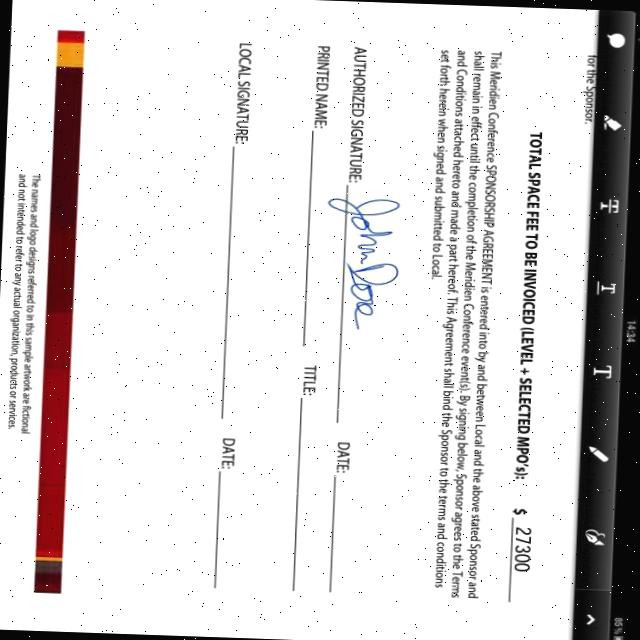 14:34
for the Sponsor.
TOTAL SPACE FEE TO BE INVOICED (LEVEL + SELECTED MPO's): $ 27300
This Meridien Conference SPONSORSHIP AGREEMENT is entered into by and between Local and the above stated Sponsor and
shall remain in effect until the completion of the Meridien Conference event(s). By signing below, Sponsor agrees to the Terms
and Conditions attached hereto and made a part hereof. This Agreement shall bind the Sponsor to the terms and conditions
set forth herein when signed and submitted to Local.
AUTHORIZED SIGNATURE: John Doe DATE:
PRINTED NAME: TITLE:
LOCAL SIGNATURE: DATE:
The names and logo designs referred to in this sample artwork are fictional
and not intended to refer to any actual organization, products or services.